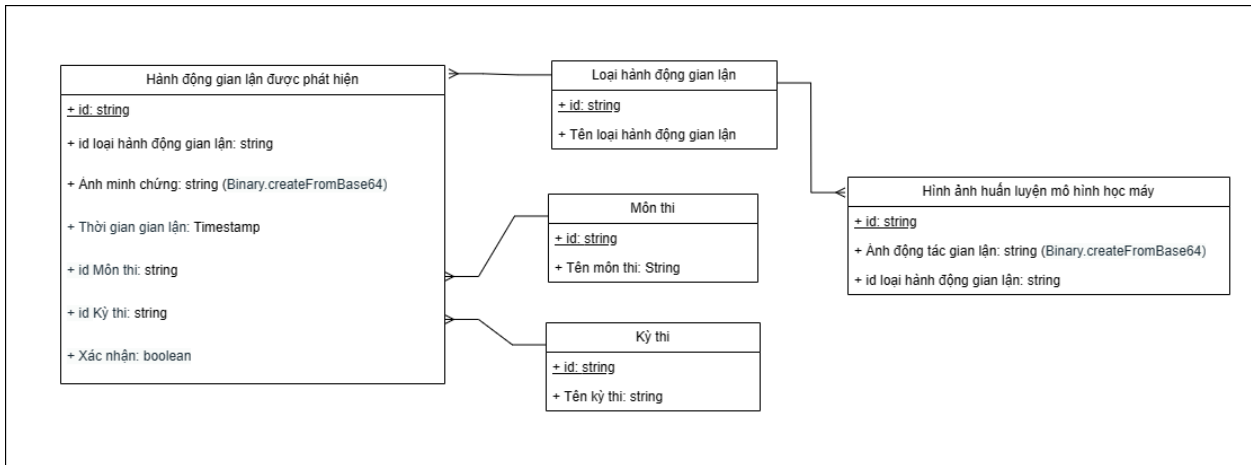 Hành động gian lận được phát hiện
+ id: string
+ id loại hành động gian lận: string
+ Ảnh minh chứng: string (Binary.createFromBase64)
+ Thời gian gian lận: Timestamp
+ id Môn thi: string
+ id Kỳ thi: string
+ Xác nhận: boolean
Loại hành động gian lận
+ id: string
+ Tên loại hành động gian lận
Môn thi
+ id: string
+ Tên môn thi: String
Kỳ thi
+ id: string
+ Tên kỳ thi: string
Hình ảnh huấn luyện mô hình học máy
+ id: string
+ Ảnh động tác gian lận: string (Binary.createFromBase64)
+ id loại hành động gian lận: string